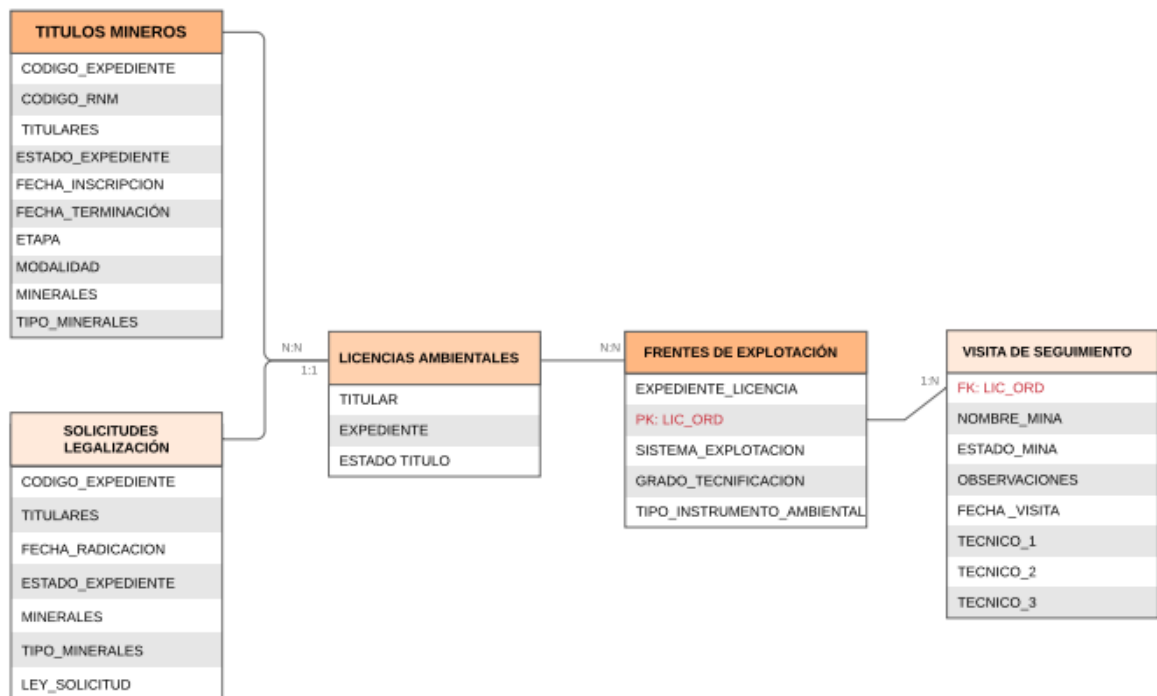 TITULOS MINEROS
CODIGO_EXPEDIENTE
CODIGO_RNM
TITULARES
ESTADO_EXPEDIENTE
FECHA_INSCRIPCION
FECHA_TERMINACIÓN
ETAPA
MODALIDAD
MINERALES
TIPO_MINERALES
SOLICITUDES
LEGALIZACIÓN
CODIGO_EXPEDIENTE
TITULARES
FECHA_RADICACION
ESTADO_EXPEDIENTE
MINERALES
TIPO_MINERALES
LEY_SOLICITUD
N:N
1:1
LICENCIAS AMBIENTALES
TITULAR
EXPEDIENTE
ESTADO TITULO
N:N
FRENTES DE EXPLOTACIÓN
EXPEDIENTE_LICENCIA
PK: LIC_ORD
SISTEMA_EXPLOTACION
GRADO_TECNIFICACION
TIPO_INSTRUMENTO_AMBIENTAL
1:N
VISITA DE SEGUIMIENTO
FK: LIC_ORD
NOMBRE_MINA
ESTADO_MINA
OBSERVACIONES
FECHA _VISITA
TECNICO_1
TECNICO_2
TECNICO_3